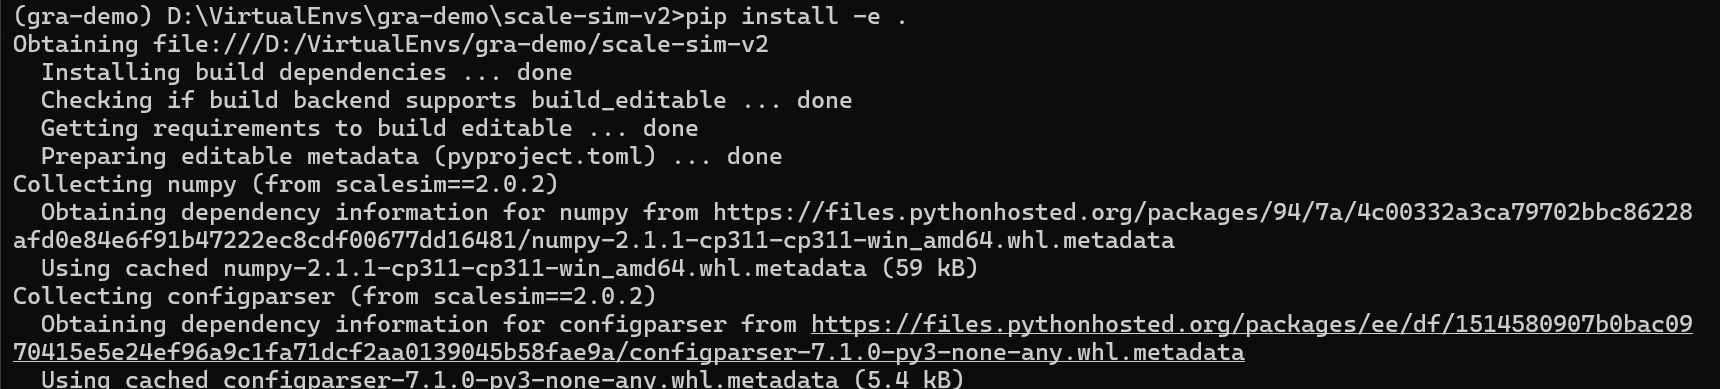 (gra-demo) D:\VirtualEnvs\gra-demo\scale-sim-v2>pip install -e .
Obtaining file:///D:/VirtualEnvs/gra-demo/scale-sim-v2
  Installing build dependencies ... done
  Checking if build backend supports build_editable ... done
  Getting requirements to build editable ... done
  Preparing editable metadata (pyproject.toml) ... done
Collecting numpy (from scalesim==2.0.2)
  Obtaining dependency information for numpy from https://files.pythonhosted.org/packages/94/7a/4c00332a3ca79702bbc86228
afd0e84e6f91b47222ec8cdf00677dd16481/numpy-2.1.1-cp311-cp311-win_amd64.whl.metadata
  Using cached numpy-2.1.1-cp311-cp311-win_amd64.whl.metadata (59 kB)
Collecting configparser (from scalesim==2.0.2)
  Obtaining dependency information for configparser from https://files.pythonhosted.org/packages/ee/df/1514580907b0bac09
70415e5e24ef96a9c1fa71dcf2aa0139045b58fae9a/configparser-7.1.0-py3-none-any.whl.metadata
  Using cached configparser-7.1.0-py3-none-any.whl.metadata (5.4 kB)